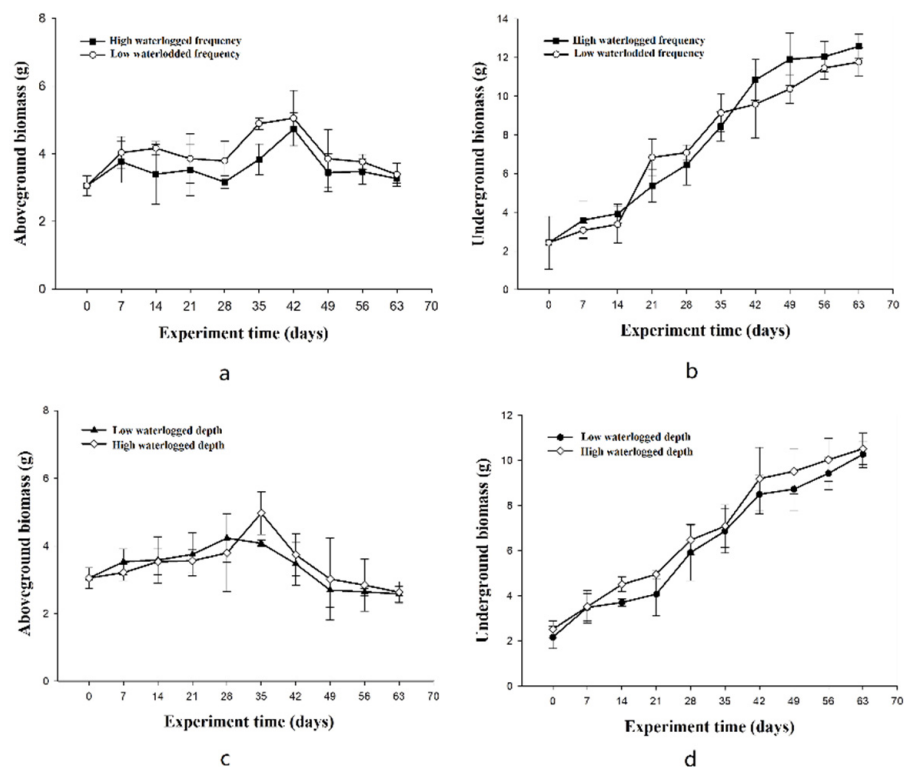 8
6
4
2
0
High waterlogged frequency
Low waterlodded frequency
Aboveground biomass (g)
0 7 14 21 28 35 42 49 56 63 70
Experiment time (days)
a
14
12
10
8
6
4
2
0
High waterlogged frequency
Low waterlodded frequency
Underground biomass (g)
0 7 14 21 28 35 42 49 56 63 70
Experiment time (days)
b
8
6
4
2
0
Low waterlogged depth
High waterlogged depth
Aboveground biomass (g)
0 7 14 21 28 35 42 49 56 63 70
Experiment time (days)
c
12
10
8
6
4
2
0
Low waterlogged depth
High waterlogged depth
Underground biomass (g)
0 7 14 21 28 35 42 49 56 63 70
Experiment time (days)
d